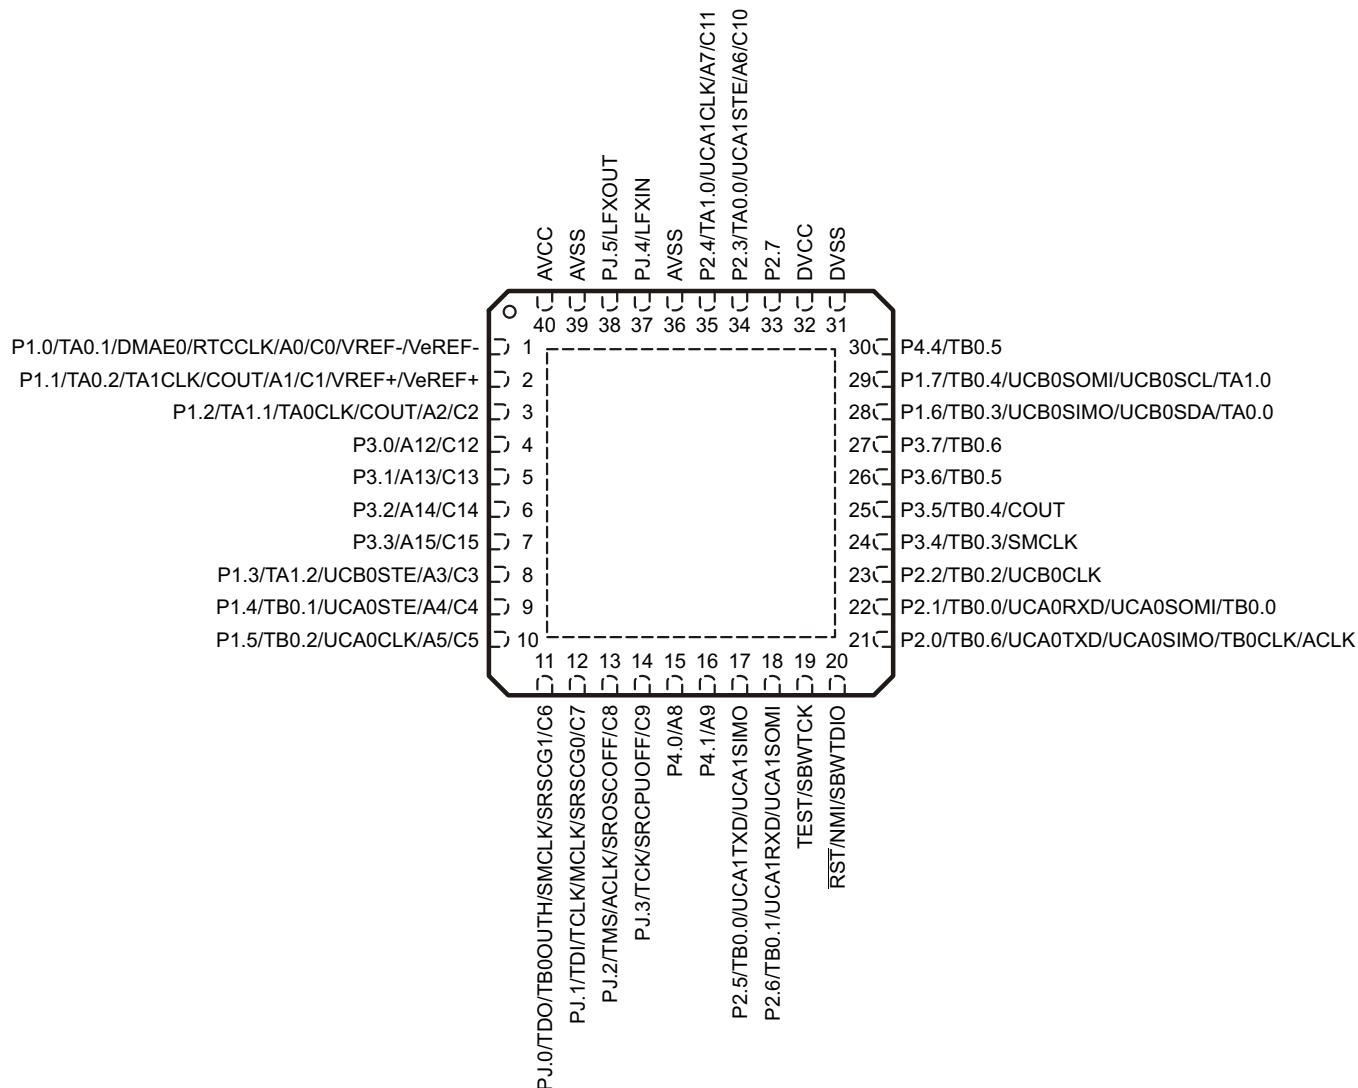 AVCC
AVSS
PJ.5/LFXOUT
PJ.4/LFXIN
AVSS
P2.4/TA1.0/UCA1CLK/A7/C11
P2.3/TA0.0/UCA1STE/A6/C10
P2.7
DVCC
DVSS
40 39 38 37 36 35 34 33 32 31
P1.0/TA0.1/DMAE0/RTCCLK/A0/C0/VREF-/VeREF- 1
P1.1/TA0.2/TA1CLK/COUT/A1/C1/VREF+/VeREF+ 2
P1.2/TA1.1/TA0CLK/COUT/A2/C2 3
P3.0/A12/C12 4
P3.1/A13/C13 5
P3.2/A14/C14 6
P3.3/A15/C15 7
P1.3/TA1.2/UCB0STE/A3/C3 8
P1.4/TB0.1/UCA0STE/A4/C4 9
P1.5/TB0.2/UCA0CLK/A5/C5 10
30 P4.4/TB0.5
29 P1.7/TB0.4/UCB0SOMI/UCB0SCL/TA1.0
28 P1.6/TB0.3/UCB0SIMO/UCB0SDA/TA0.0
27 P3.7/TB0.6
26 P3.6/TB0.5
25 P3.5/TB0.4/COUT
24 P3.4/TB0.3/SMCLK
23 P2.2/TB0.2/UCB0CLK
22 P2.1/TB0.0/UCA0RXD/UCA0SOMI/TB0.0
21 P2.0/TB0.6/UCA0TXD/UCA0SIMO/TB0CLK/ACLK
11 12 13 14 15 16 17 18 19 20
PJ.0/TDO/TB0OUTH/SMCLK/SRSCG1/C6
PJ.1/TDI/TCLK/MCLK/SRSCG0/C7
PJ.2/TMS/ACLK/SROSCOFF/C8
PJ.3/TCK/SRCPUOFF/C9
P4.0/A8
P4.1/A9
P2.5/TB0.0/UCA1TXD/UCA1SIMO
P2.6/TB0.1/UCA1RXD/UCA1SOMI
TEST/SBWTCK
RST/NMI/SBWTDIO